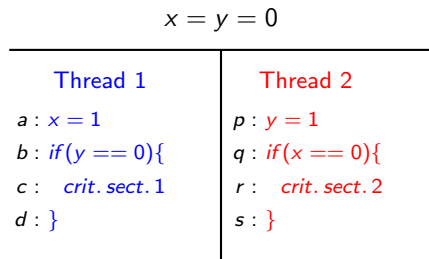 x = y = 0
Thread 1 Thread 2
a : x = 1 p : y = 1
b : if(y == 0){ q : if(x == 0){
c : crit. sect. 1 r : crit. sect. 2
d : } s : }